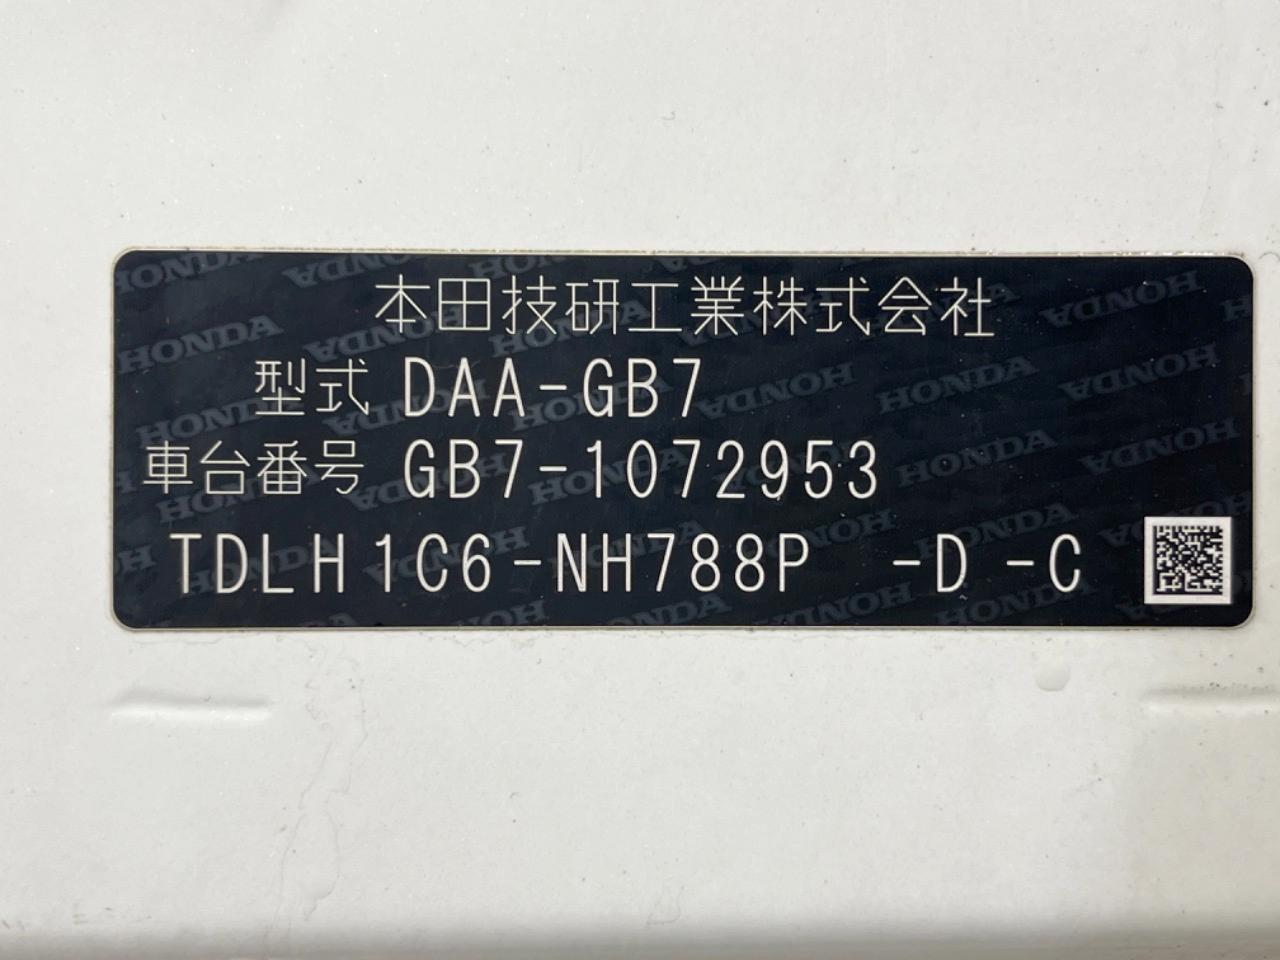 本田技研工業株式会社
型式 DAA-GB7
車台番号 GB7-1072953
TDLH1C6-NH788P -D -C